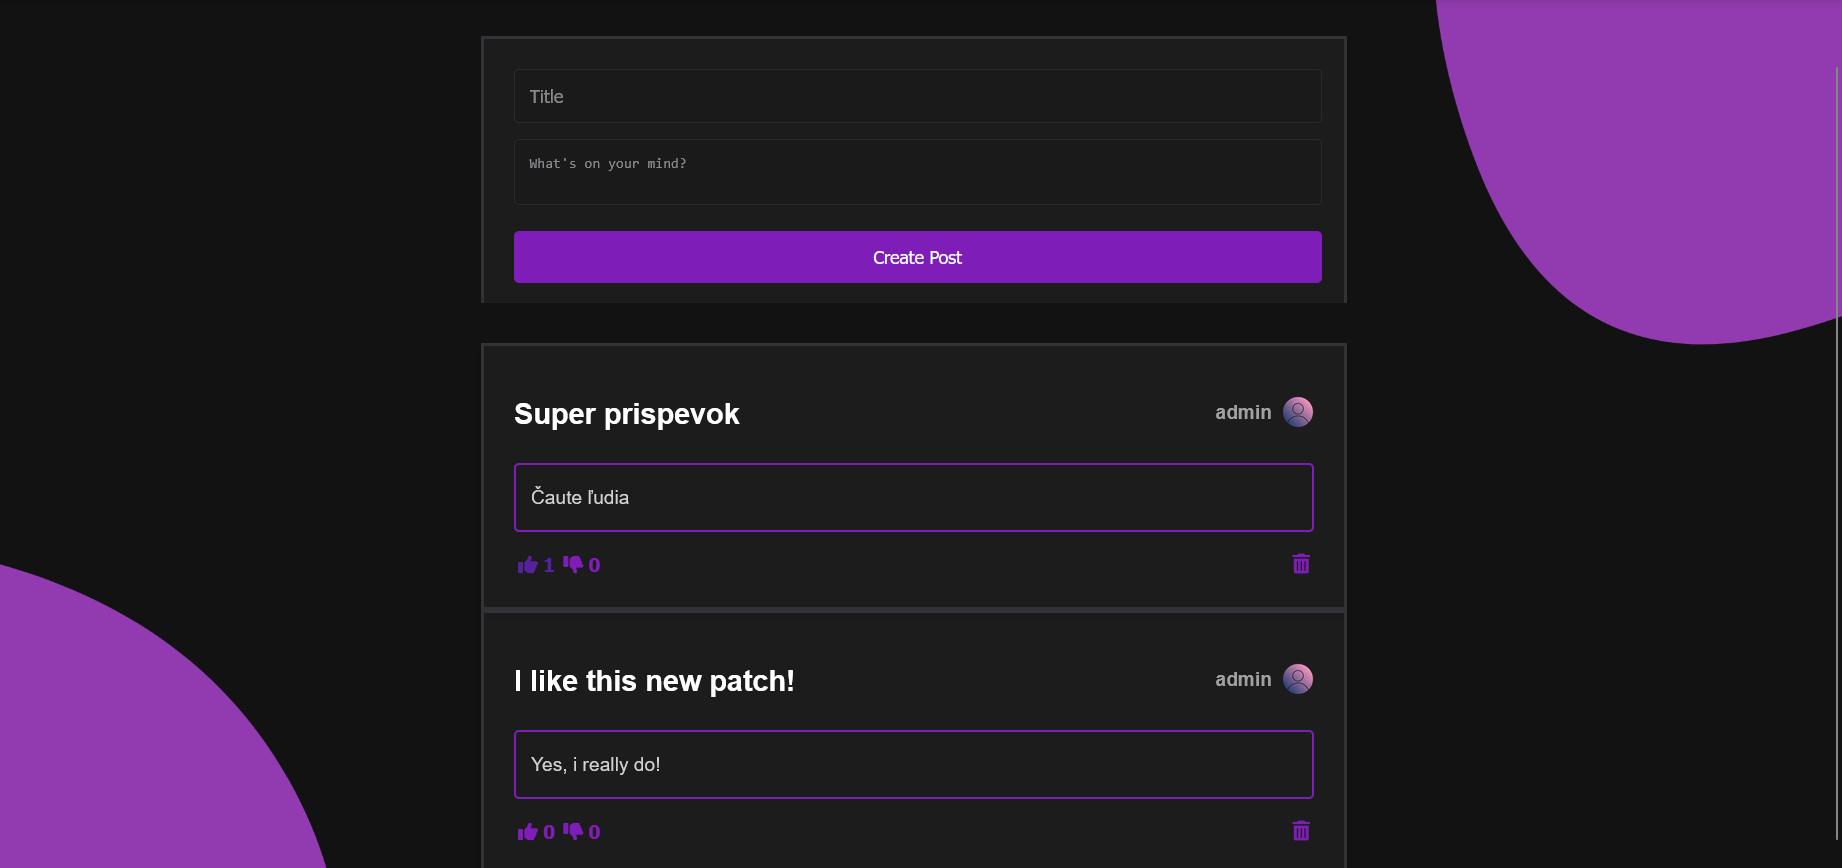 Title
What's on your mind?
Create Post
Super prispevok admin
Čaute ľudia
1 0
I like this new patch! admin
Yes, i really do!
0 0